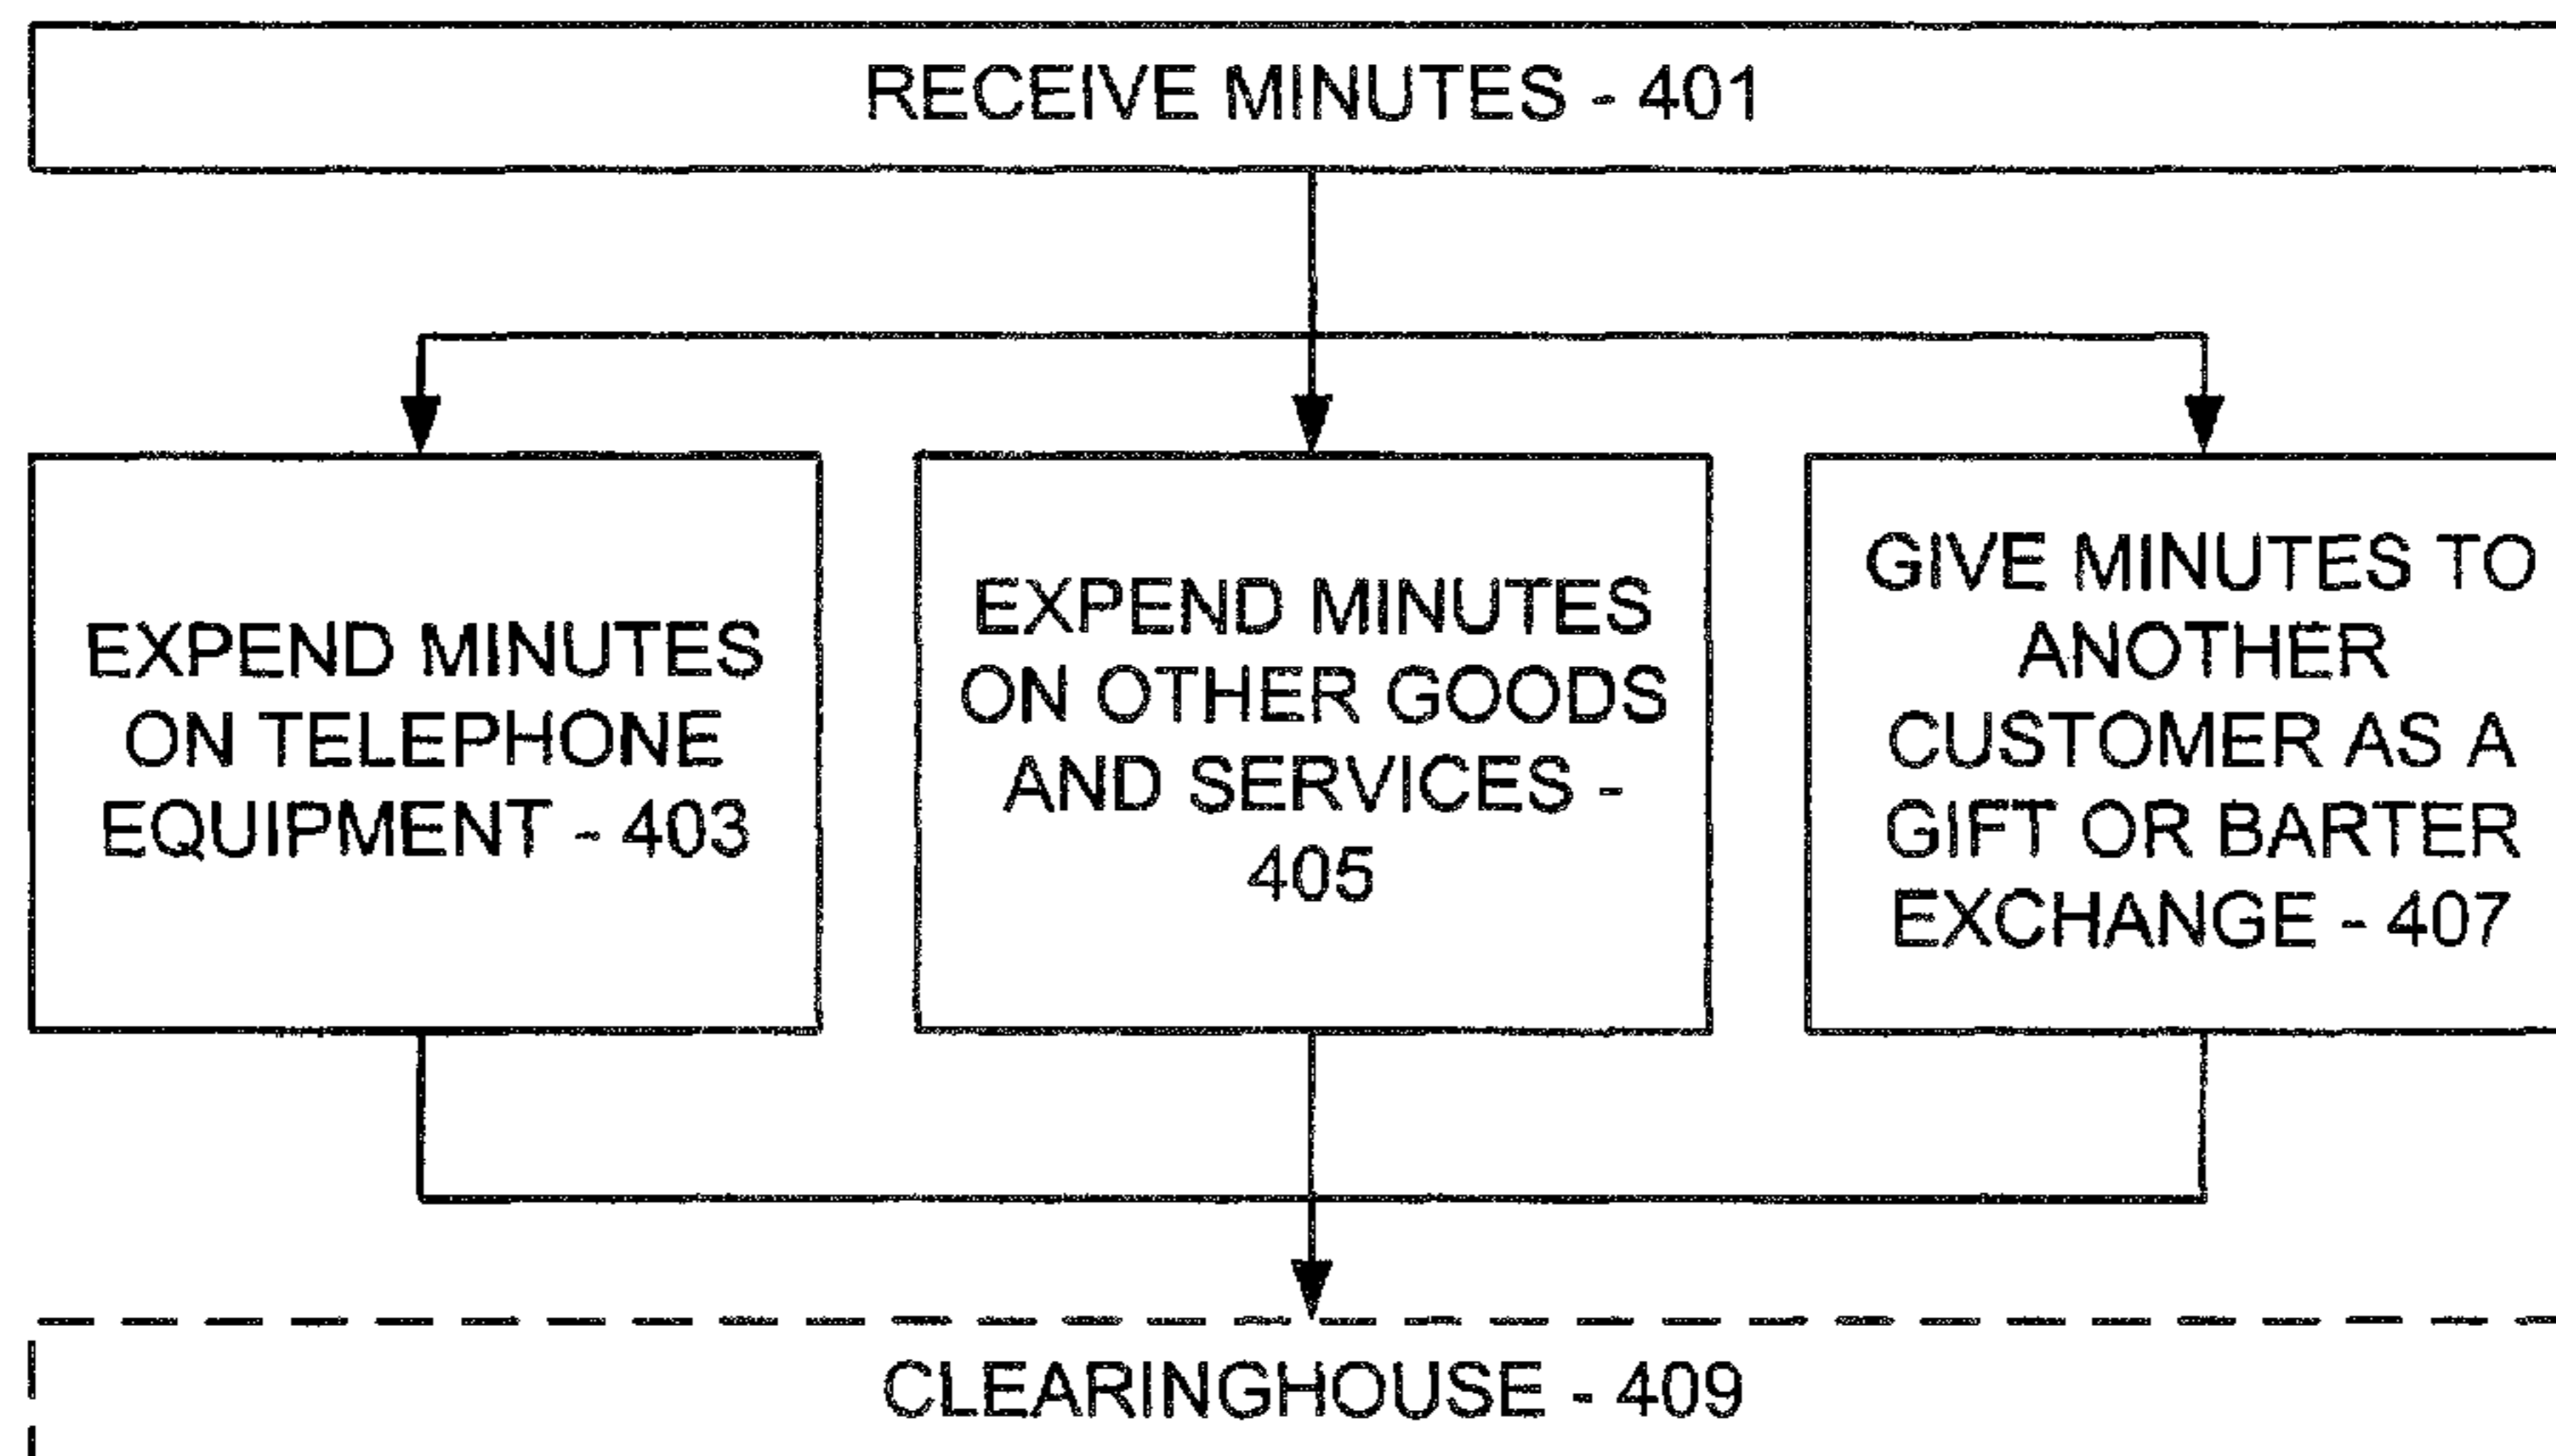 RECEIVE MINUTES - 401
EXPEND MINUTES
ON TELEPHONE
EQUIPMENT - 403
EXPEND MINUTES
ON OTHER GOODS
AND SERVICES -
405
GIVE MINUTES TO
ANOTHER
CUSTOMER AS A
GIFT OR BARTER
EXCHANGE - 407
CLEARINGHOUSE - 409